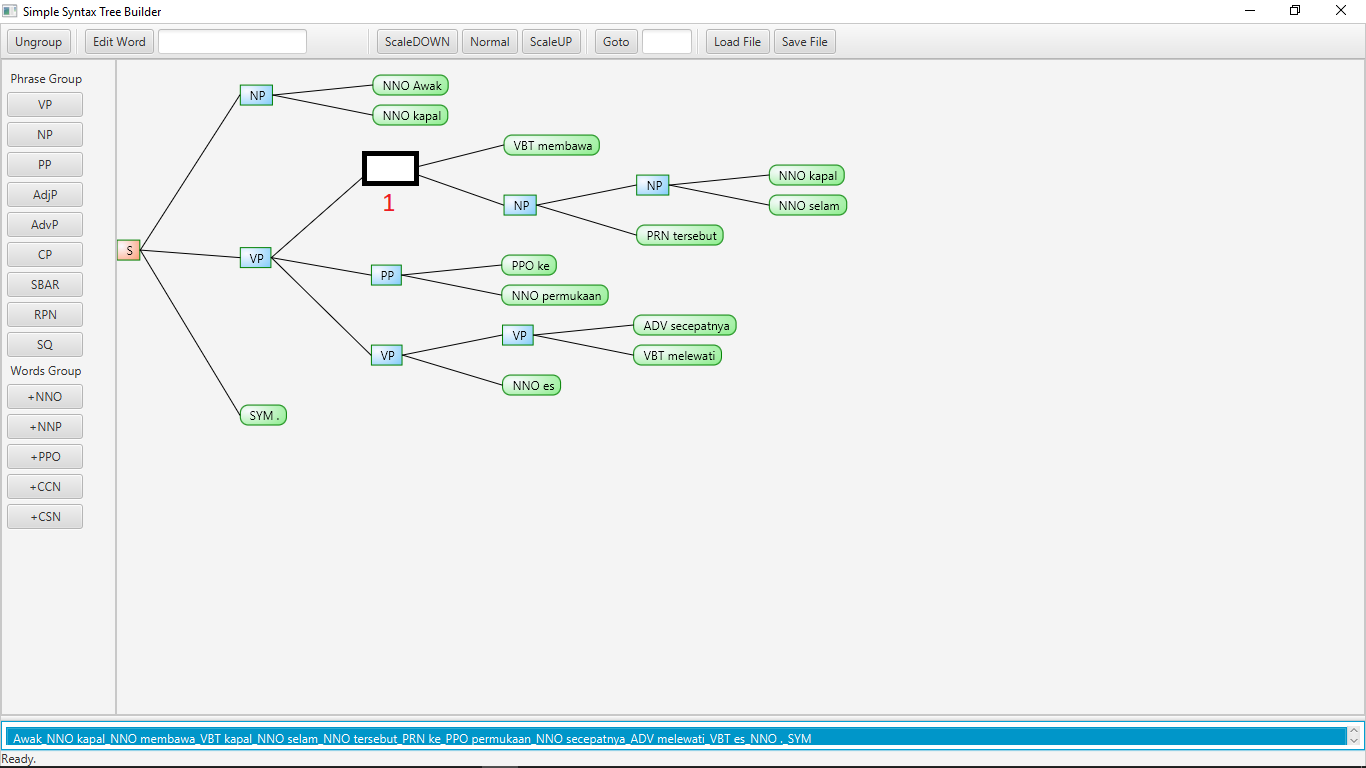 Simple Syntax Tree Builder
Ungroup Edit Word ScaleDOWN Normal ScaleUP Goto Load File Save File
Phrase Group
VP
NP
PP
AdjP
AdvP
CP
SBAR
RPN
SQ
Words Group
+NNO
+NNP
+PPO
+CCN
+CSN
NP
NNO Awak
NNO kapal
VBT membawa
1
NP
NP
NNO kapal
NNO selam
PRN tersebut
S
VP
PP
PPO ke
NNO permukaan
VP
VP
ADV secepatnya
VBT melewati
NNO es
SYM .
Awak_NNO kapal_NNO membawa_VBT kapal_NNO selam_NNO tersebut_PRN ke_PPO permukaan_NNO secepatnya_ADV melewati_VBT es_NNO ._SYM
Ready.